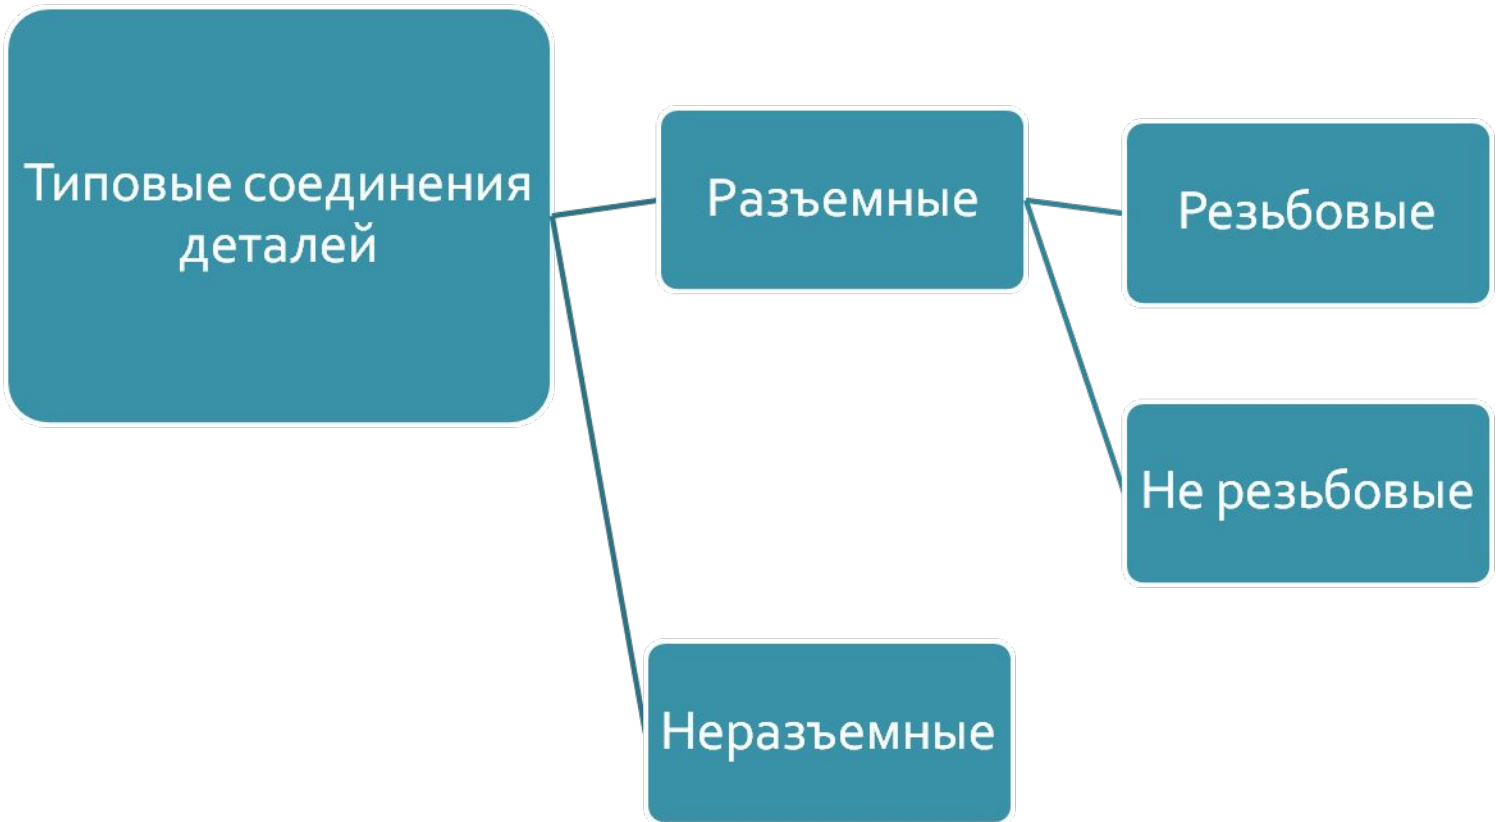 Типовые соединения
деталей
Разъемные
Резьбовые
Не резьбовые
Неразъемные